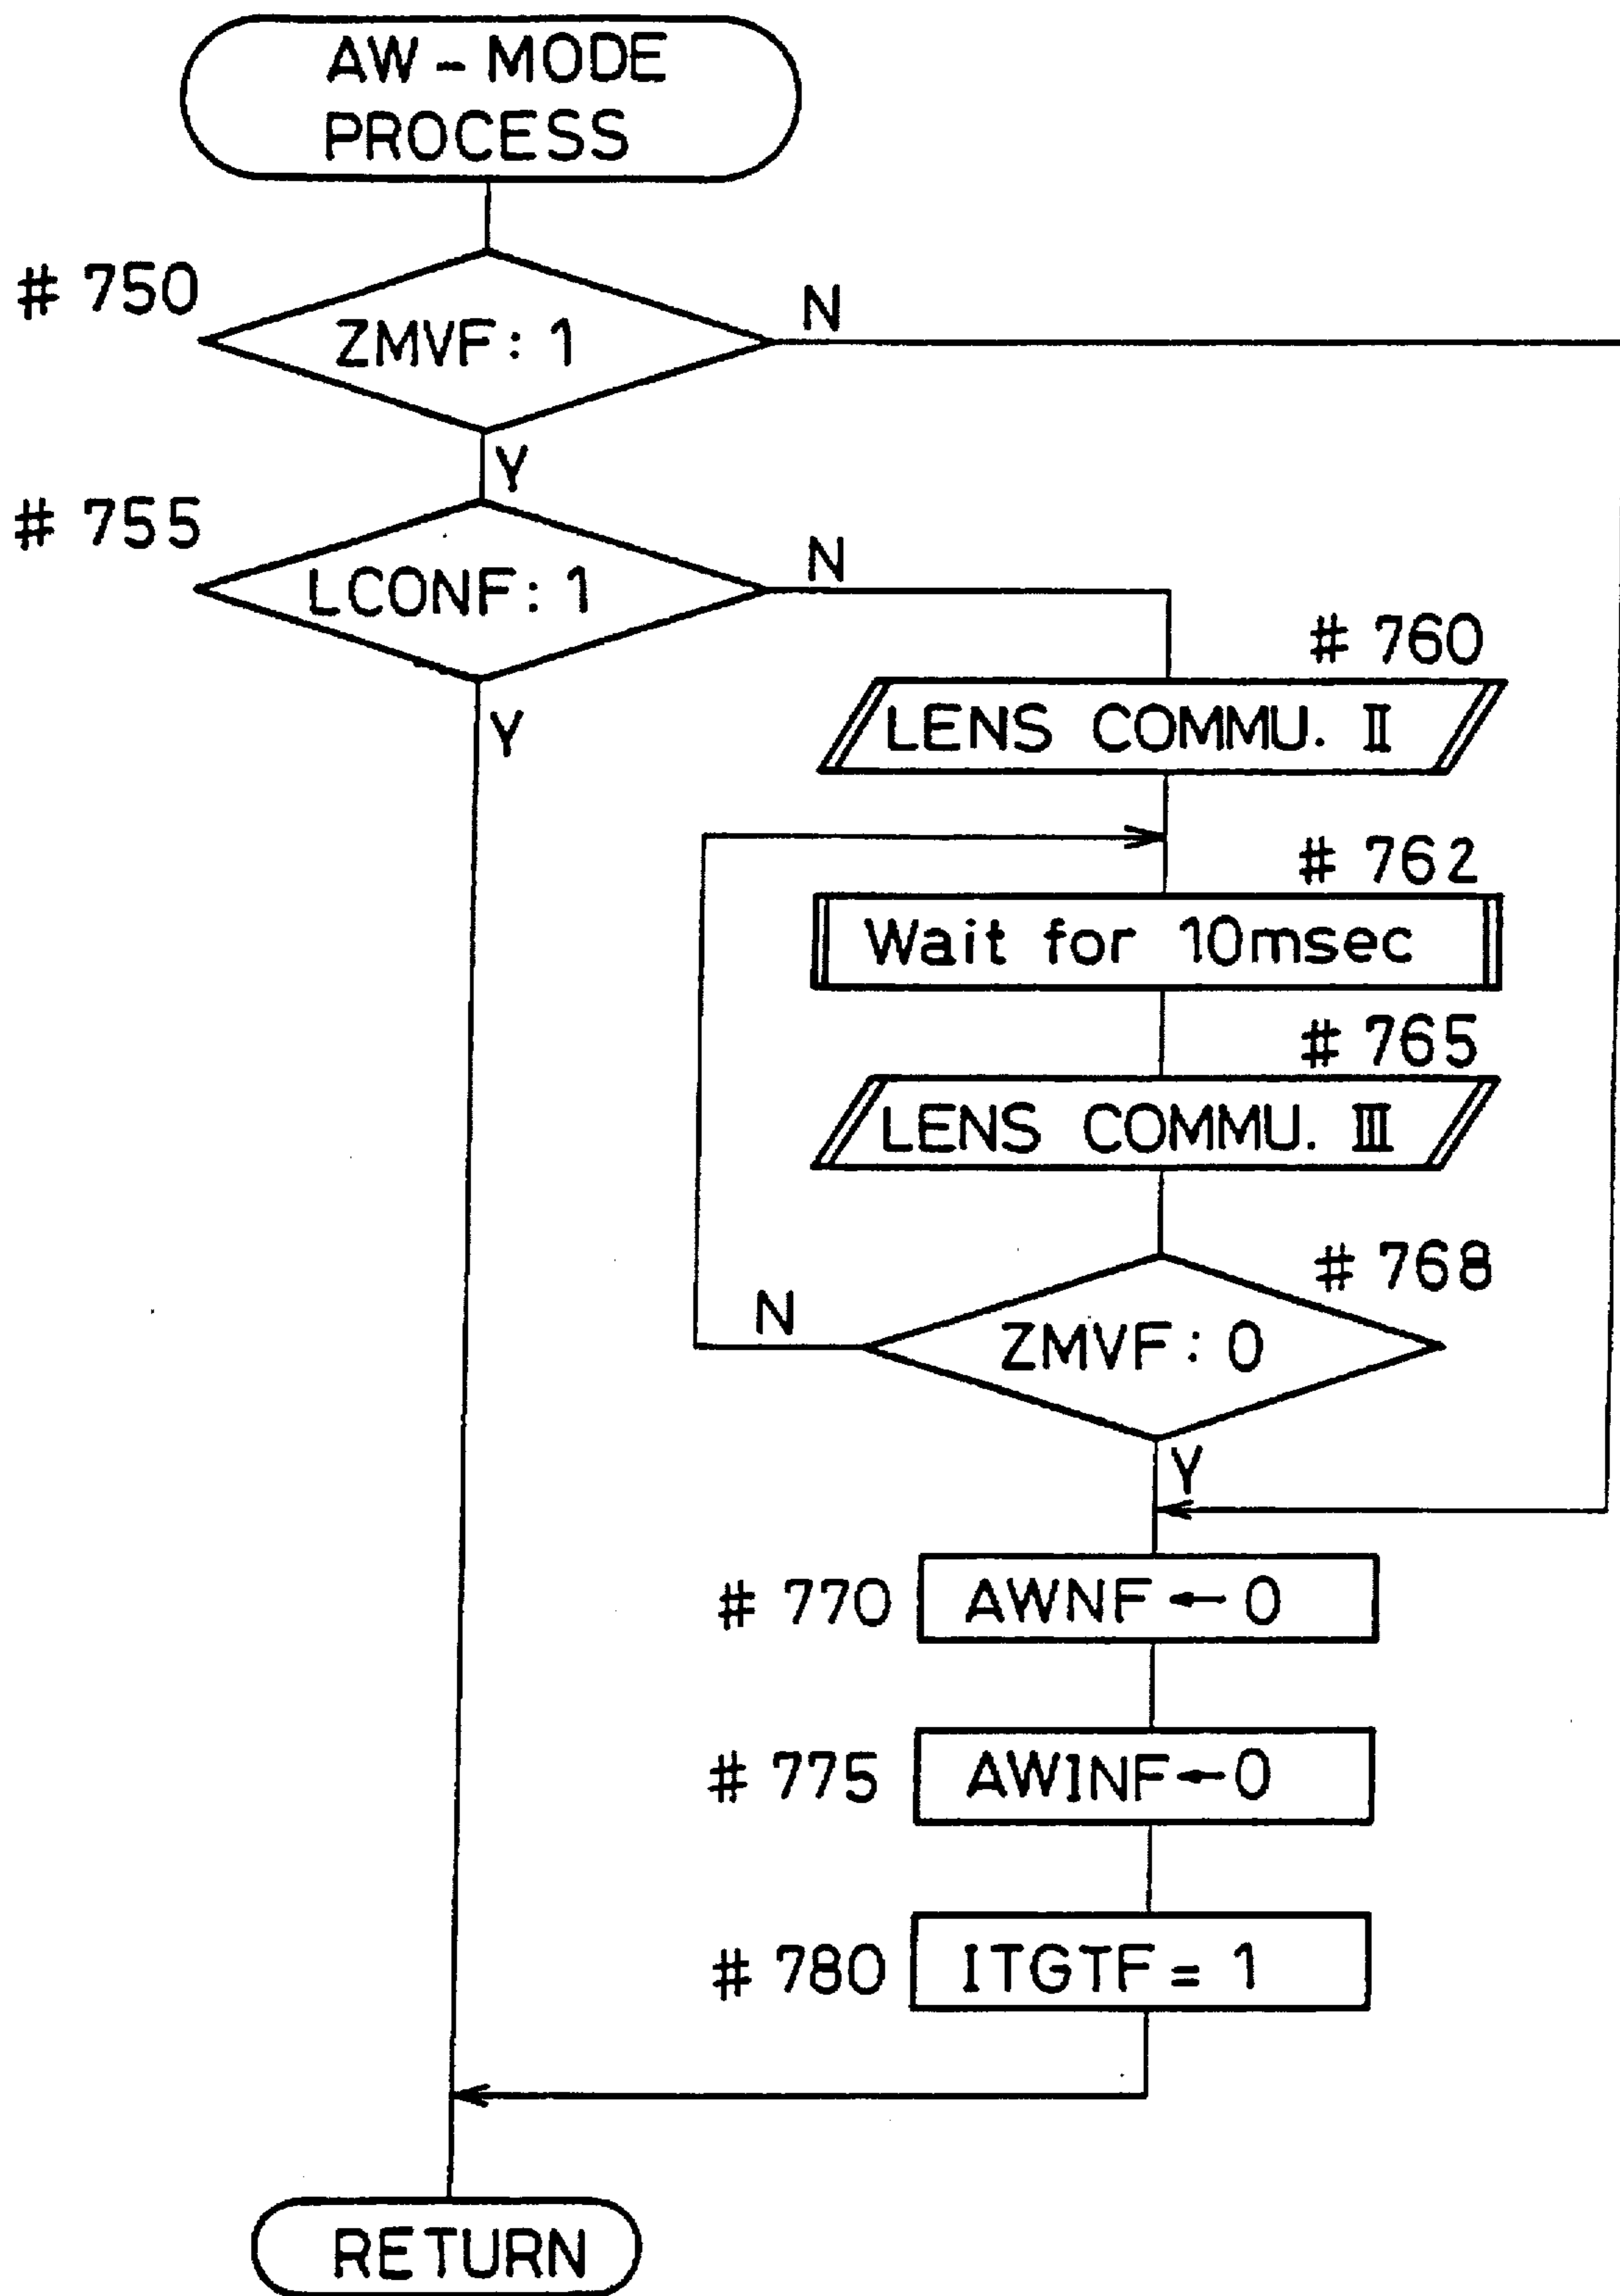 AW - MODE
PROCESS
# 750
ZMVF : 1
N
Y
# 755
LCONF : 1
N
Y
# 760
LENS COMMU. II
# 762
Wait for 10msec
# 765
LENS COMMU. III
# 768
ZMVF : 0
N
Y
# 770
AWNF ← 0
# 775
AWINF ← 0
# 780
ITGTF = 1
RETURN